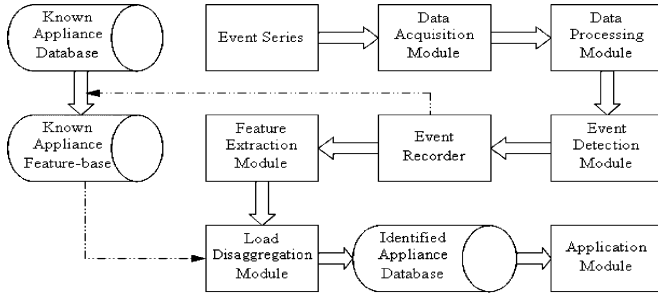 Known
Appliance
Database
Event Series
Data
Acquisition
Module
Data
Processing
Module
Known
Appliance
Feature-base
Feature
Extraction
Module
Event
Recorder
Event
Detection
Module
Load
Disaggregation
Module
Identified
Appliance
Database
Application
Module